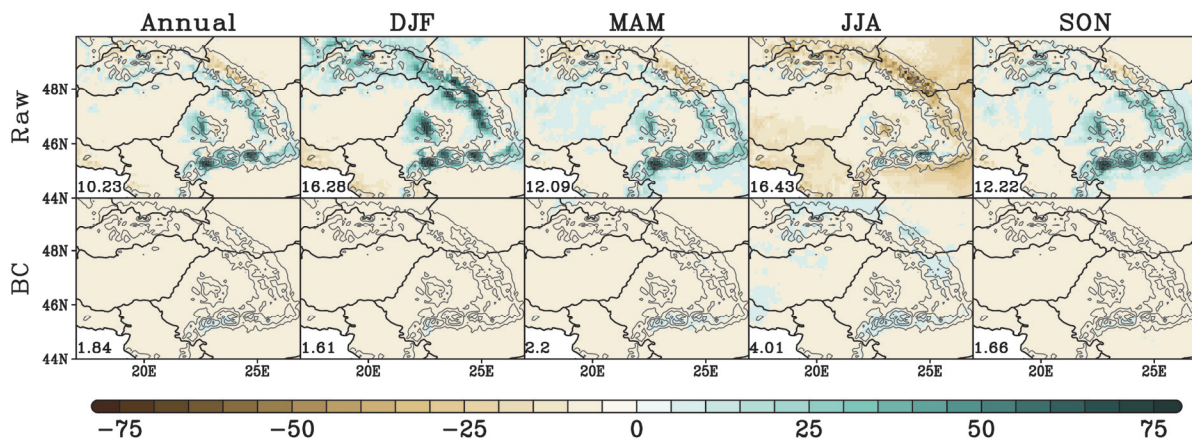 Annual DJF MAM JJA SON
Raw
48N
46N
44N
10.23 16.28 12.09 16.43 12.22
BC
48N
46N
44N
1.84 1.61 2.2 4.01 1.66
20E 25E 20E 25E 20E 25E 20E 25E 20E 25E
−75 −50 −25 0 25 50 75